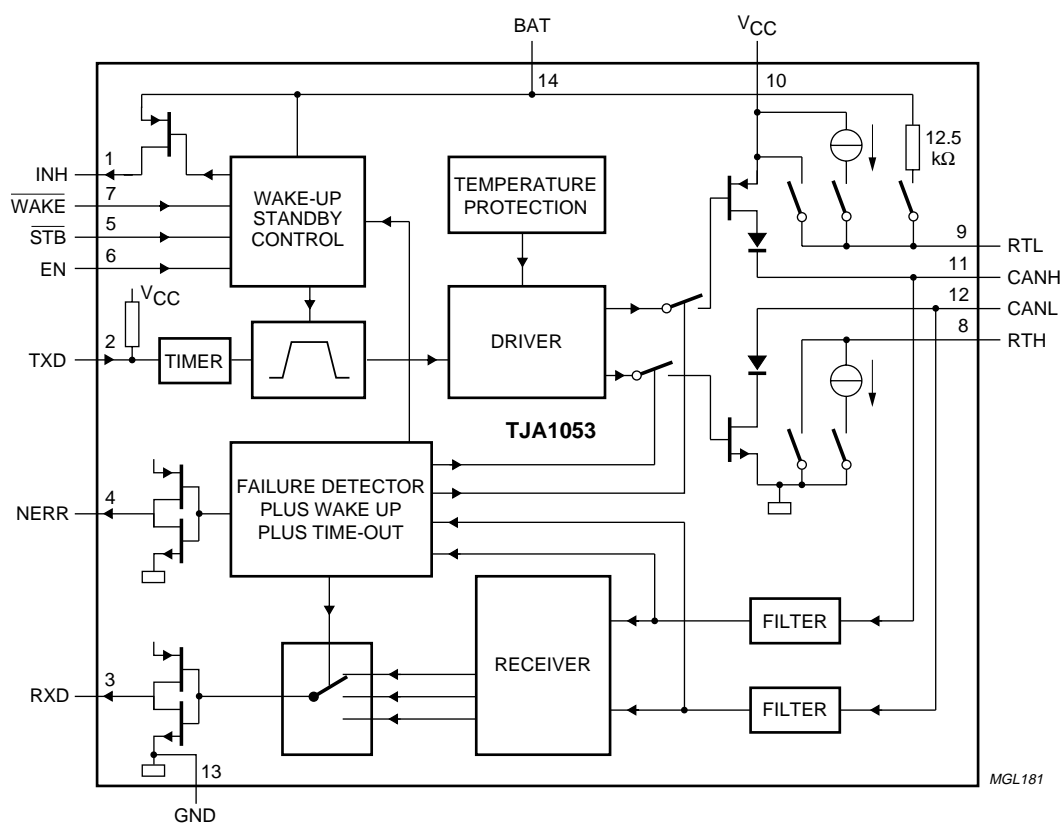 BAT
VCC
14
10
1
INH
12.5
kΩ
7
WAKE
WAKE-UP
STANDBY
CONTROL
TEMPERATURE
PROTECTION
5
STB
9
RTL
6
EN
11
CANH
VCC
12
CANL
2
TXD
TIMER
DRIVER
8
RTH
TJA1053
4
NERR
FAILURE DETECTOR
PLUS WAKE UP
PLUS TIME-OUT
FILTER
RECEIVER
3
RXD
FILTER
13
MGL181
GND